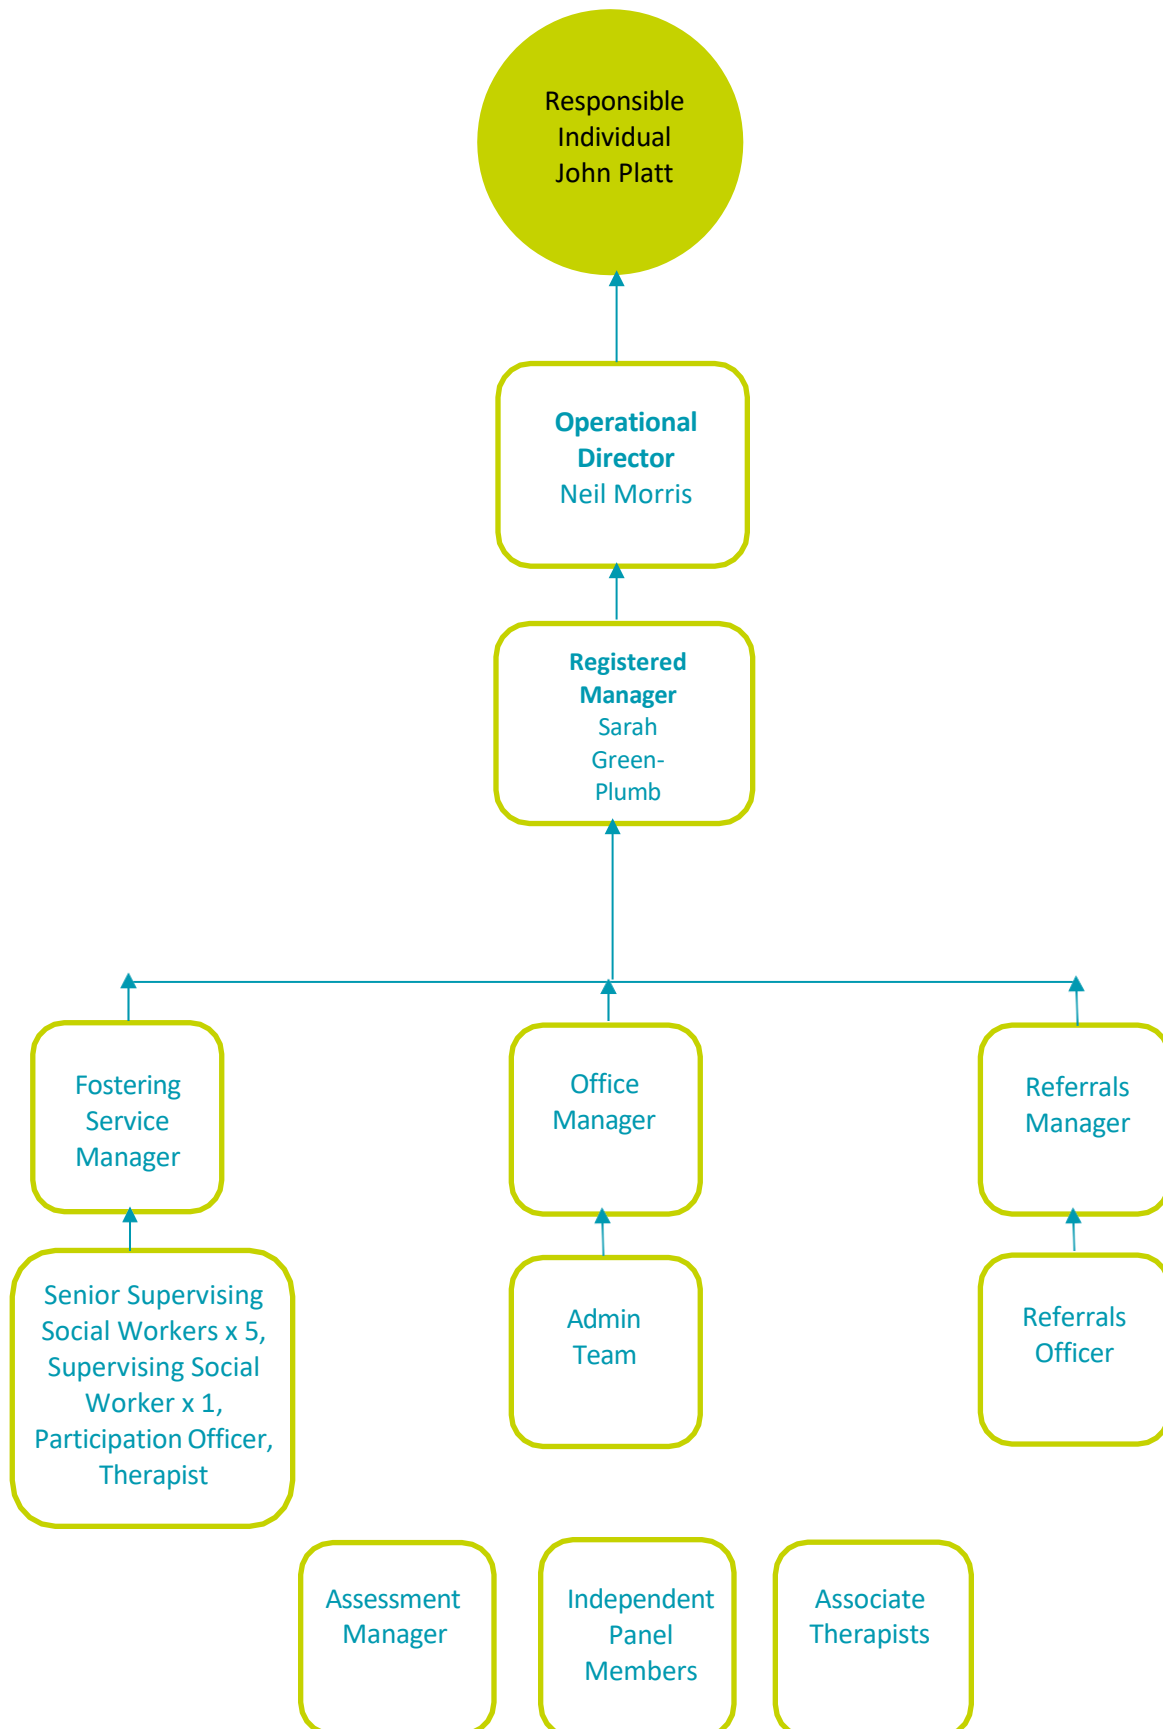 Responsible
Individual
John Platt
Operational
Director
Neil Morris
Registered
Manager
Sarah
Green-
Plumb
Fostering
Service
Manager
Office
Manager
Referrals
Manager
Senior Supervising
Social Workers x 5,
Supervising Social
Worker x 1,
Participation Officer,
Therapist
Admin
Team
Referrals
Officer
Assessment
Manager
Independent
Panel
Members
Associate
Therapists